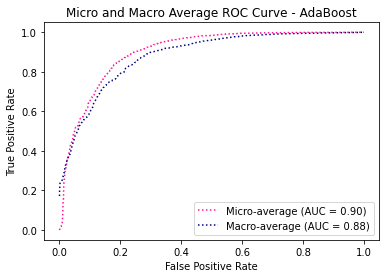 Micro and Macro Average ROC Curve - AdaBoost
True Positive Rate
1.0
0.8
0.6
0.4
0.2
0.0
Micro-average (AUC = 0.90)
Macro-average (AUC = 0.88)
0.0 0.2 0.4 0.6 0.8 1.0
False Positive Rate